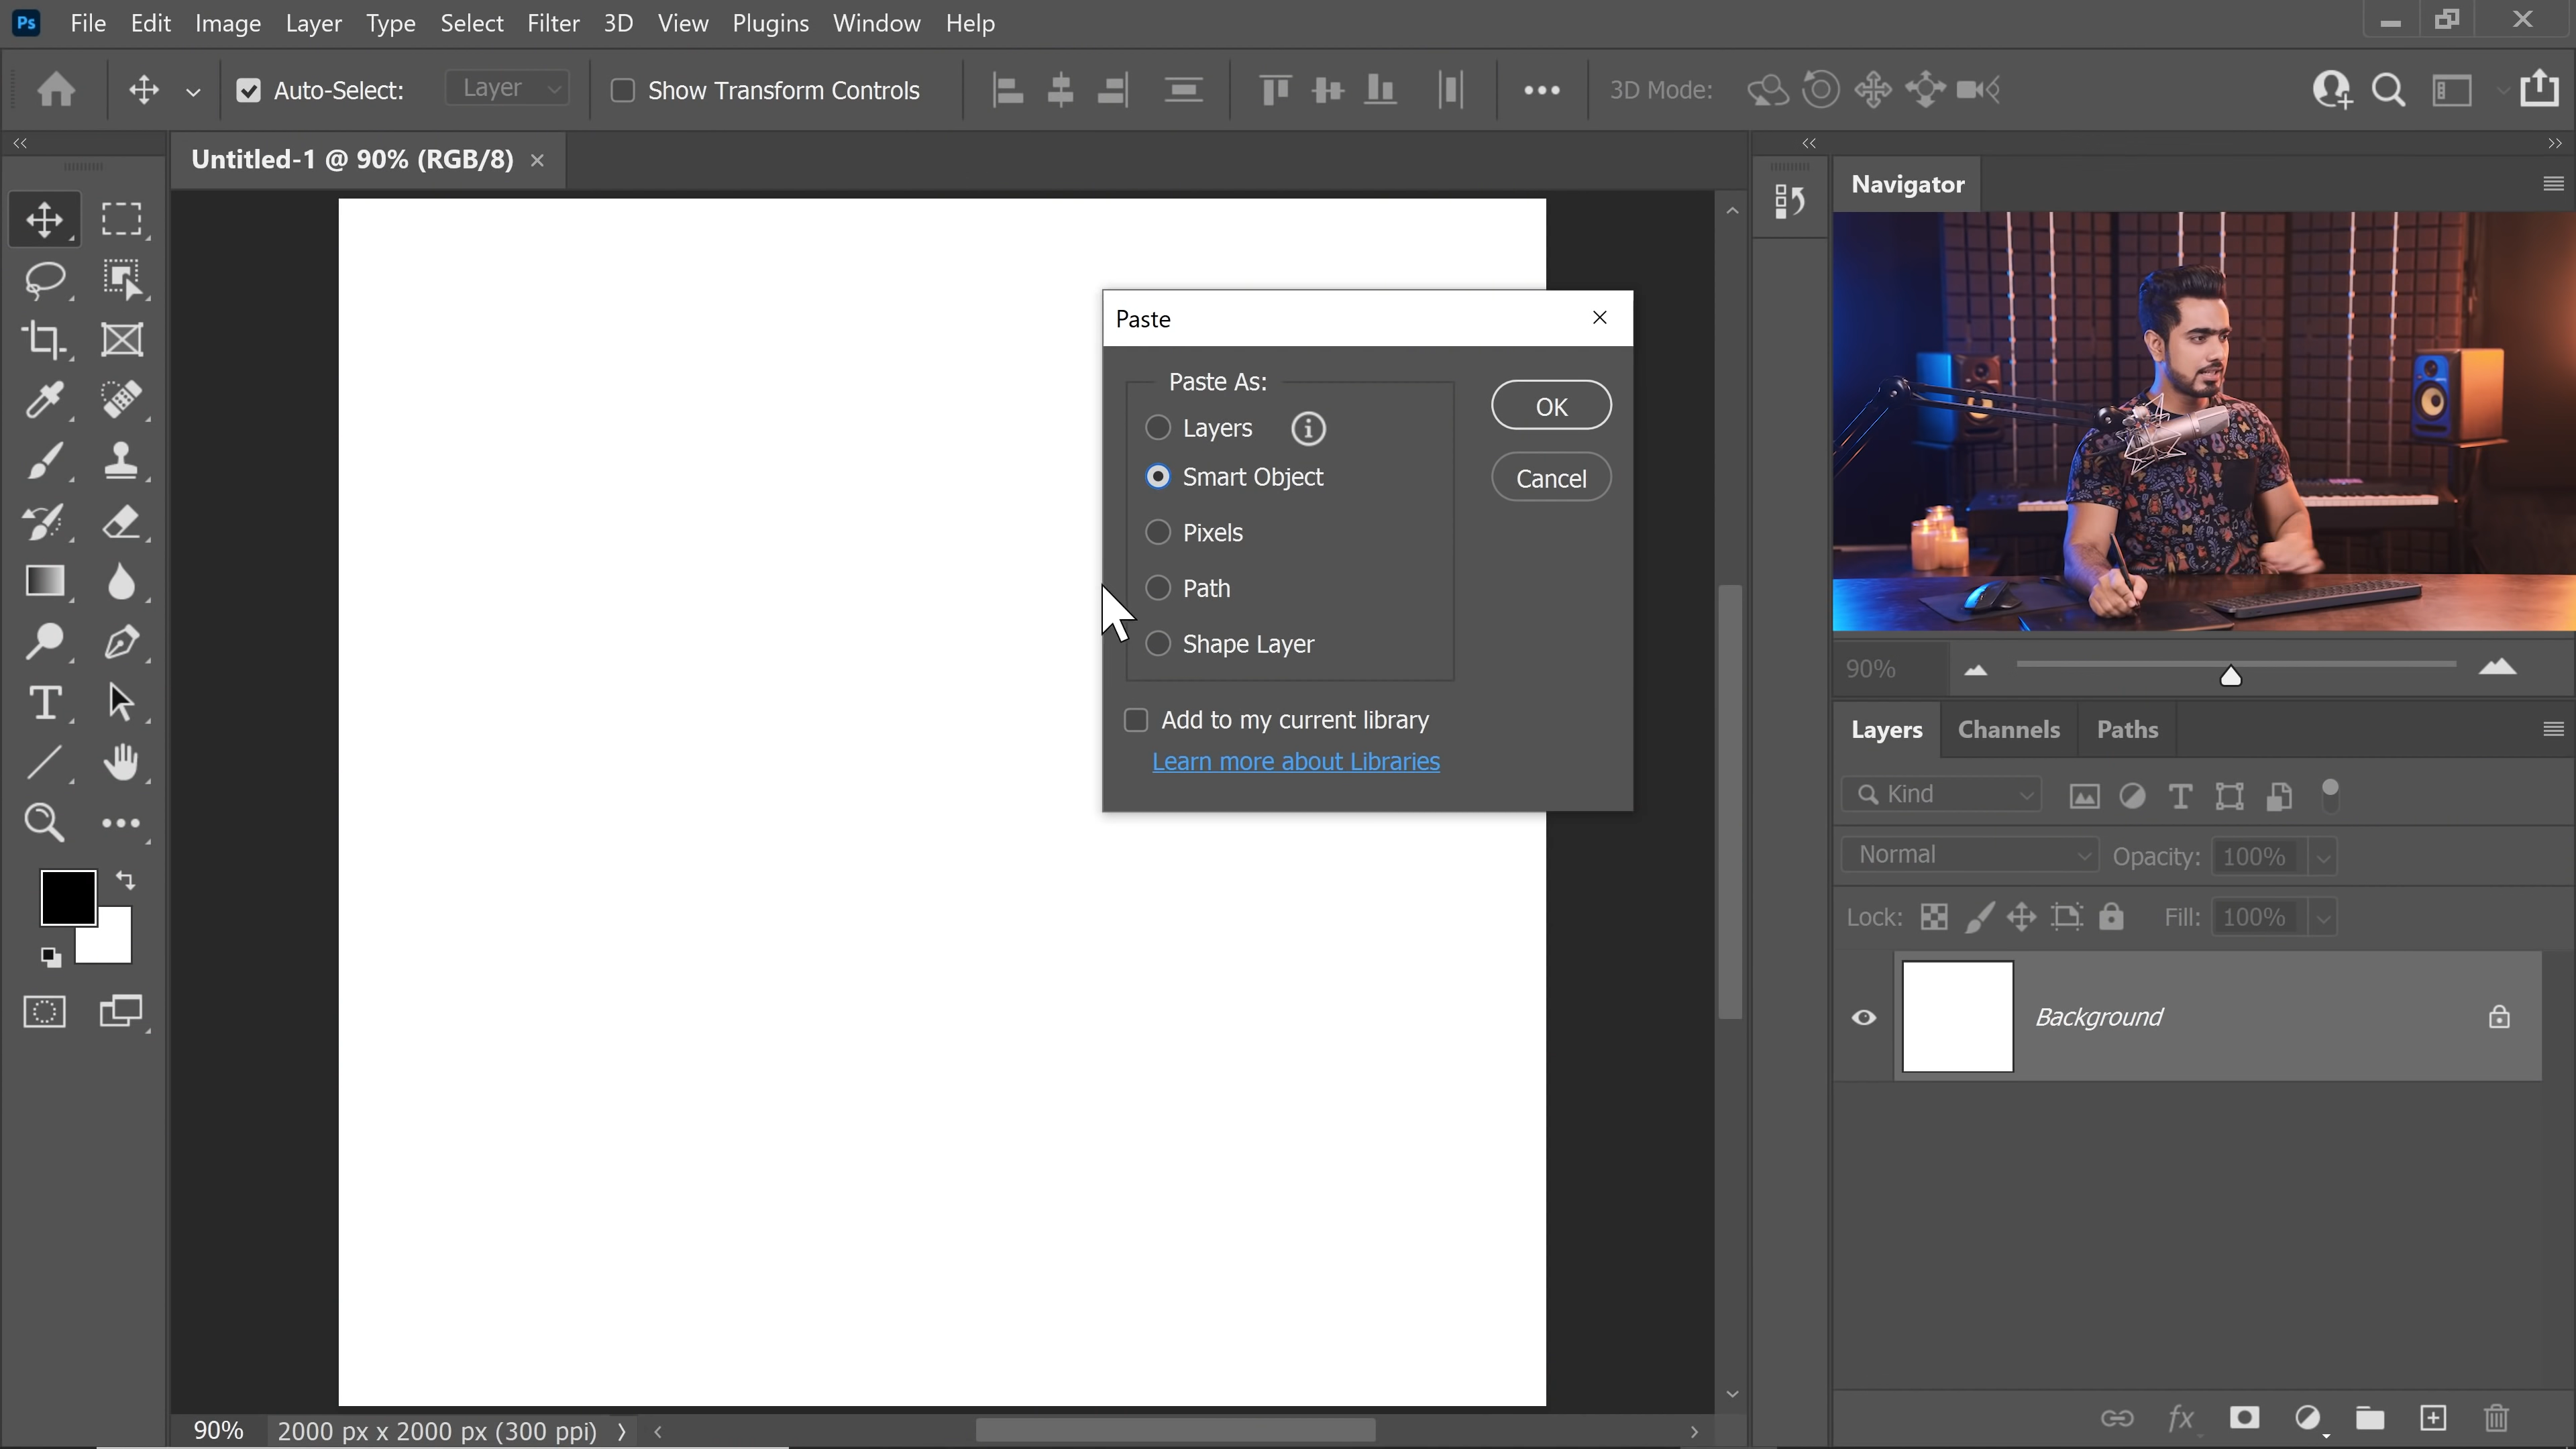 Ps File Edit Image Layer Type Select Filter 3D View Plugins Window Help
Auto-Select: Layer Show Transform Controls 3D Mode:
Untitled-1 @ 90% (RGB/8)
Navigator
Paste
Paste As:
Layers
Smart Object
Pixels
Path
Shape Layer
OK
Cancel
Add to my current library
Learn more about Libraries
90%
Layers Channels Paths
Kind
Normal Opacity: 100%
Lock: Fill: 100%
Background
fx
90% 2000 px x 2000 px (300 ppi)